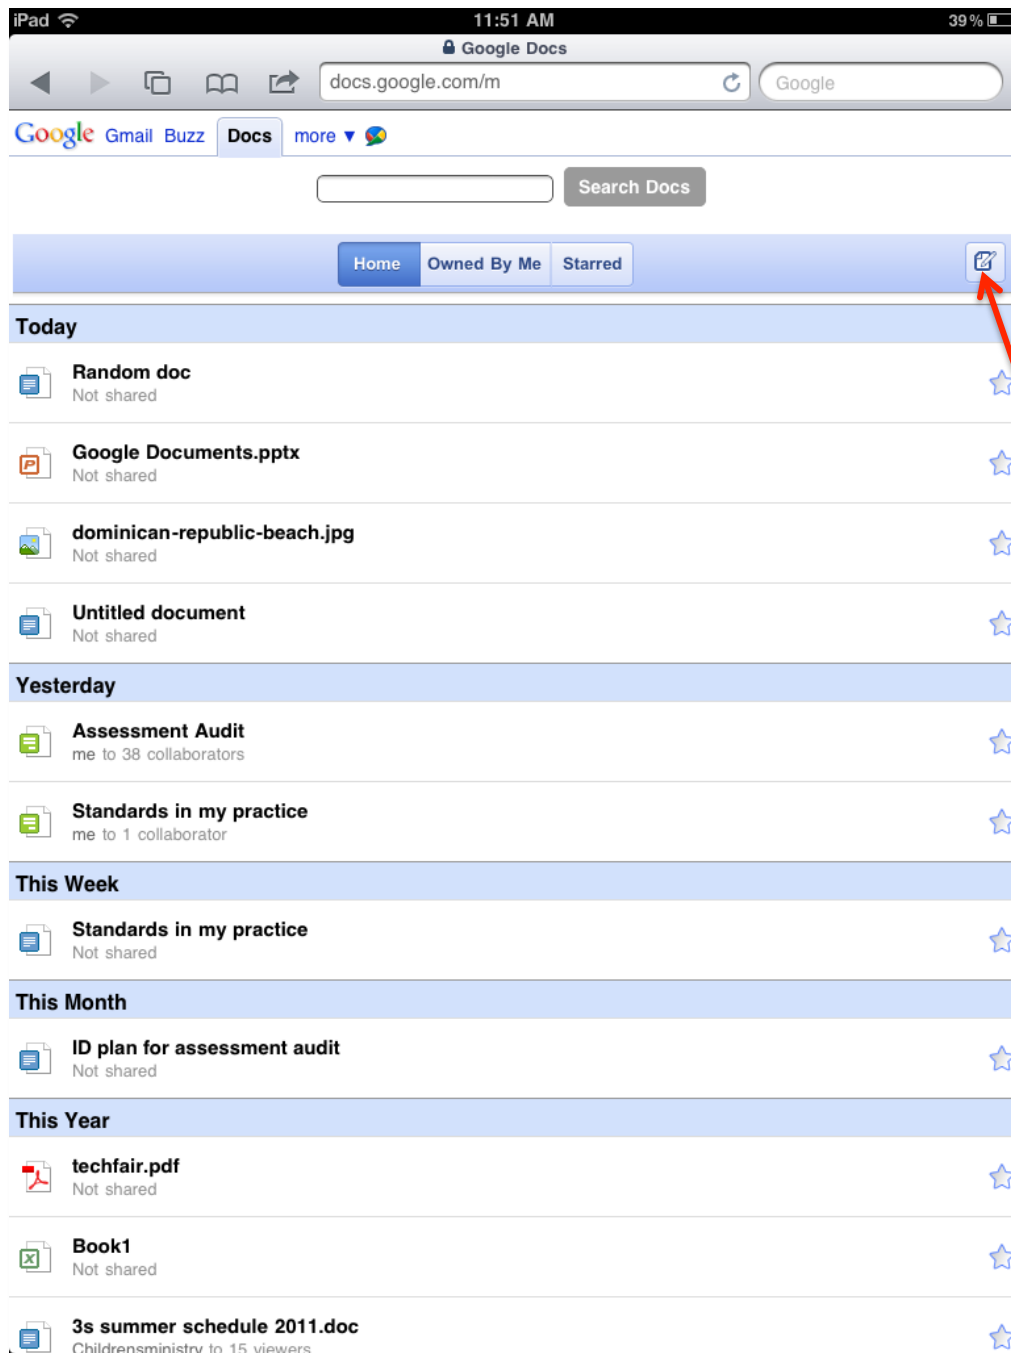 iPad 11:51 AM 39%
Google Docs
docs.google.com/m Google
Google Gmail Buzz Docs more ▼
Search Docs
Home Owned By Me Starred
Today
Random doc
Not shared
Google Documents.pptx
Not shared
dominican-republic-beach.jpg
Not shared
Untitled document
Not shared
Yesterday
Assessment Audit
me to 38 collaborators
Standards in my practice
me to 1 collaborator
This Week
Standards in my practice
Not shared
This Month
ID plan for assessment audit
Not shared
This Year
techfair.pdf
Not shared
Book1
Not shared
3s summer schedule 2011.doc
Childrensministry to 15 viewers